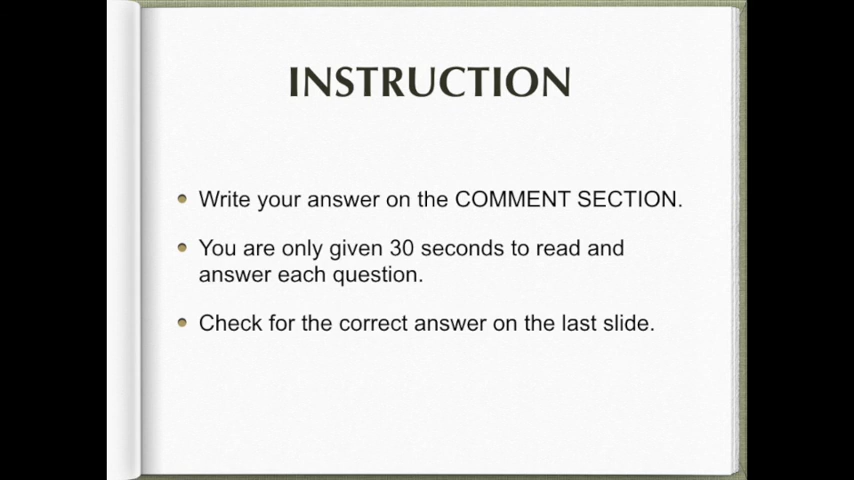 INSTRUCTION
Write your answer on the COMMENT SECTION.
You are only given 30 seconds to read and
answer each question.
Check for the correct answer on the last slide.